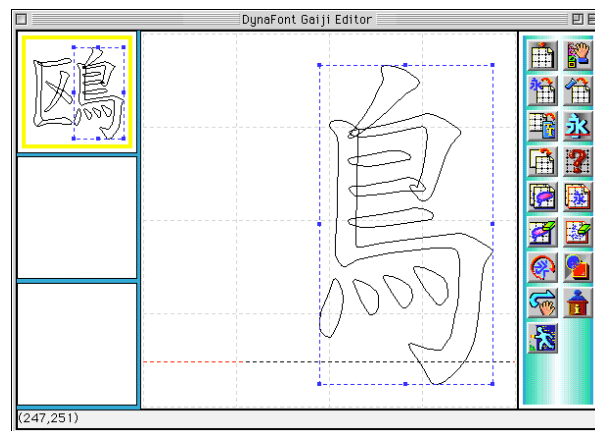 DynaFont Gaiji Editor
鴎
鳥
(247,251)